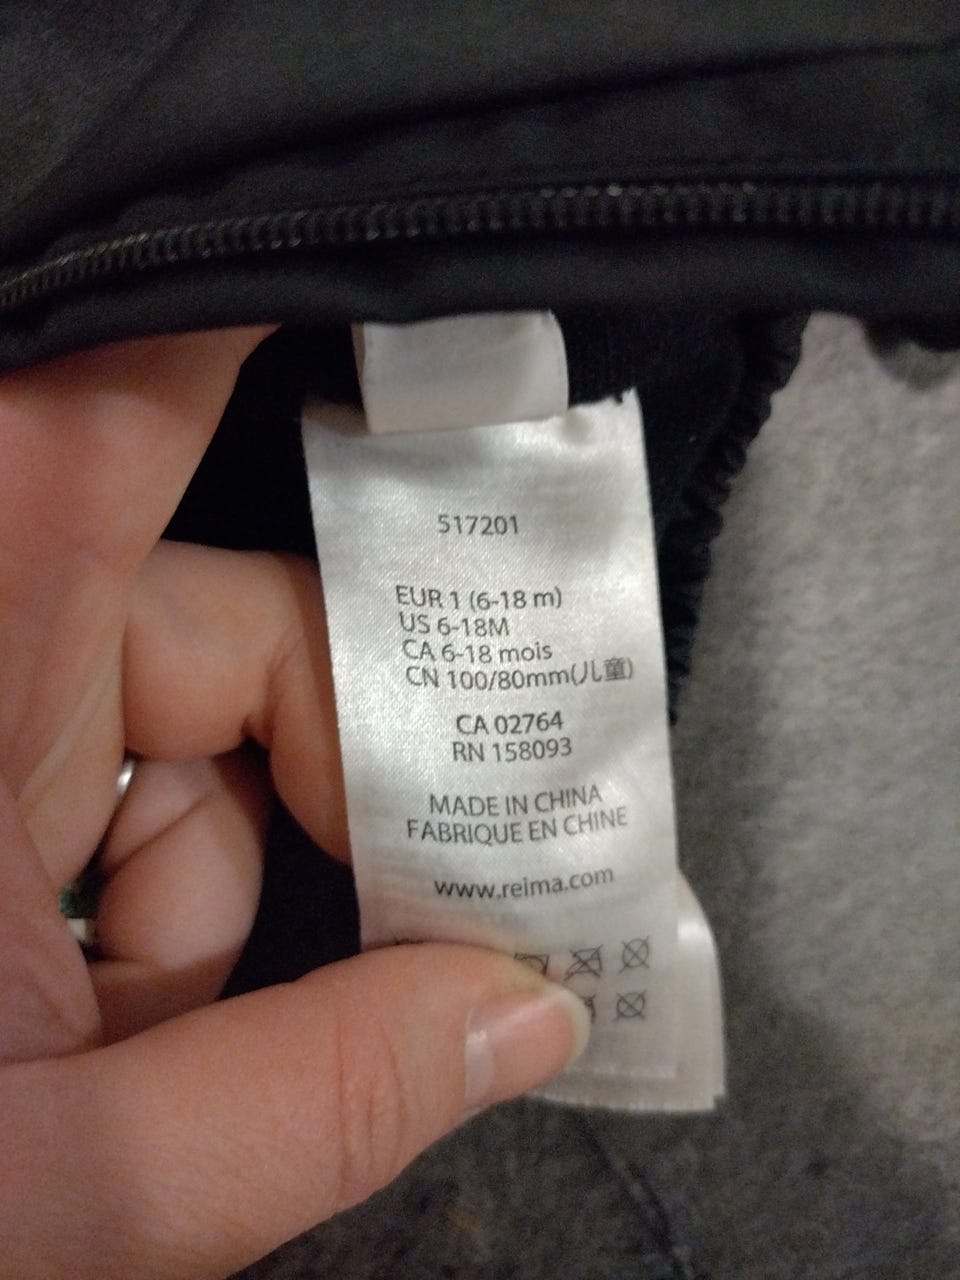 517201
EUR 1 (6-18 m)
US 6-18M
CA 6-18 mois
CN 100/80mm(儿童)
CA 02764
RN 158093
MADE IN CHINA
FABRIQUE EN CHINE
www.reima.com